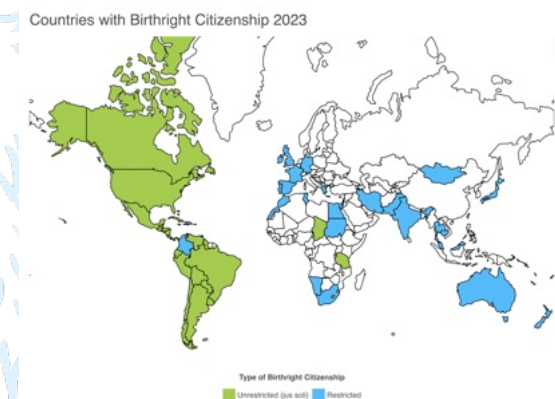 Countries with Birthright Citizenship 2023
Type of Birthright Citizenship
Unrestricted (jus soli) Restricted